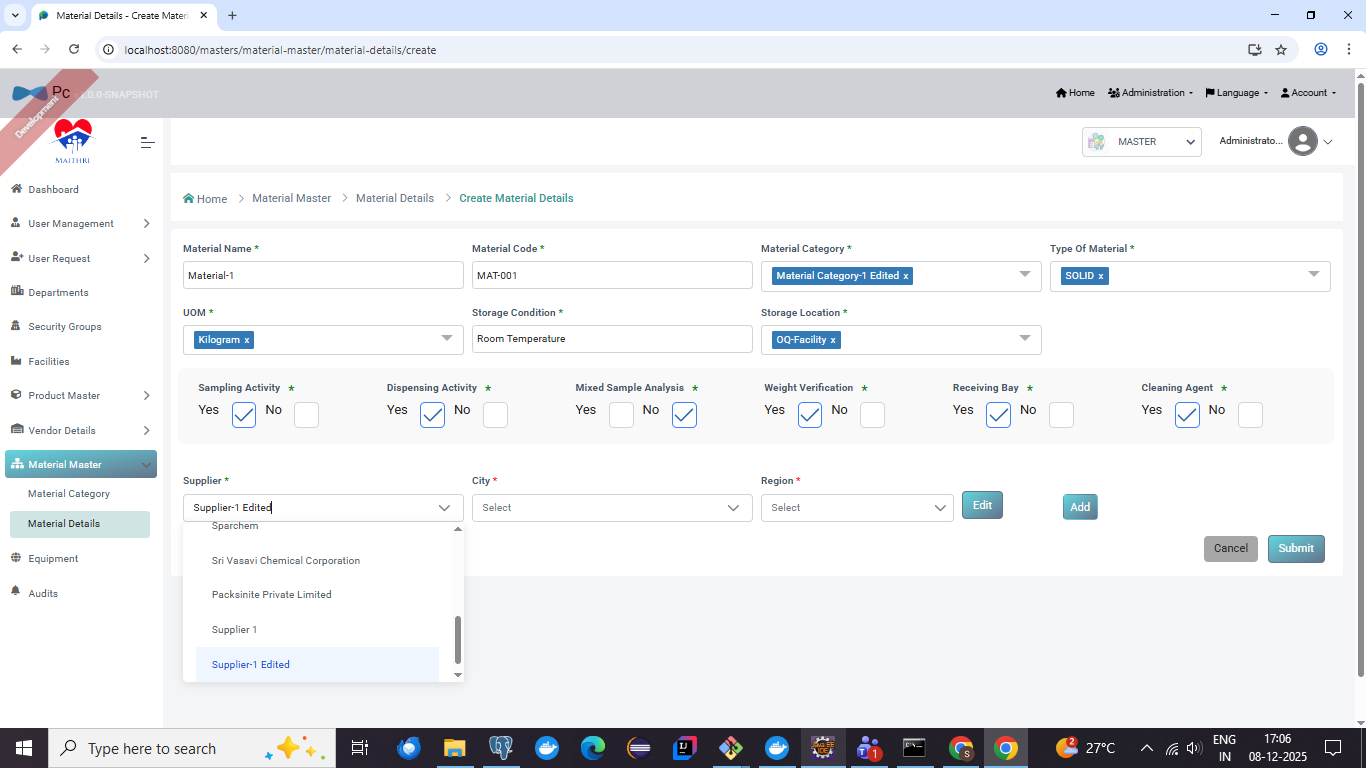 Material Details - Create Materi
localhost:8080/masters/material-master/material-details/create
Pc v1.0.0-SNAPSHOT
Development
Home Administration Language Account
MAITHRI
MASTER Administrato...
Dashboard
User Management
User Request
Departments
Security Groups
Facilities
Product Master
Vendor Details
Material Master
Material Category
Material Details
Equipment
Audits
Home Material Master Material Details Create Material Details
Material Name * Material Code * Material Category * Type Of Material *
Material-1 MAT-001 Material Category-1 Edited x SOLID x
UOM * Storage Condition * Storage Location *
Kilogram x Room Temperature OQ-Facility x
Sampling Activity * Dispensing Activity * Mixed Sample Analysis * Weight Verification * Receiving Bay * Cleaning Agent *
Yes No Yes No Yes No Yes No Yes No Yes No
Supplier * City * Region *
Supplier-1 Edited Select Select Edit Add
Sparchem
Sri Vasavi Chemical Corporation
Packsinite Private Limited
Supplier 1
Supplier-1 Edited
Cancel Submit
Type here to search
27°C
ENG
IN
17:06
08-12-2025